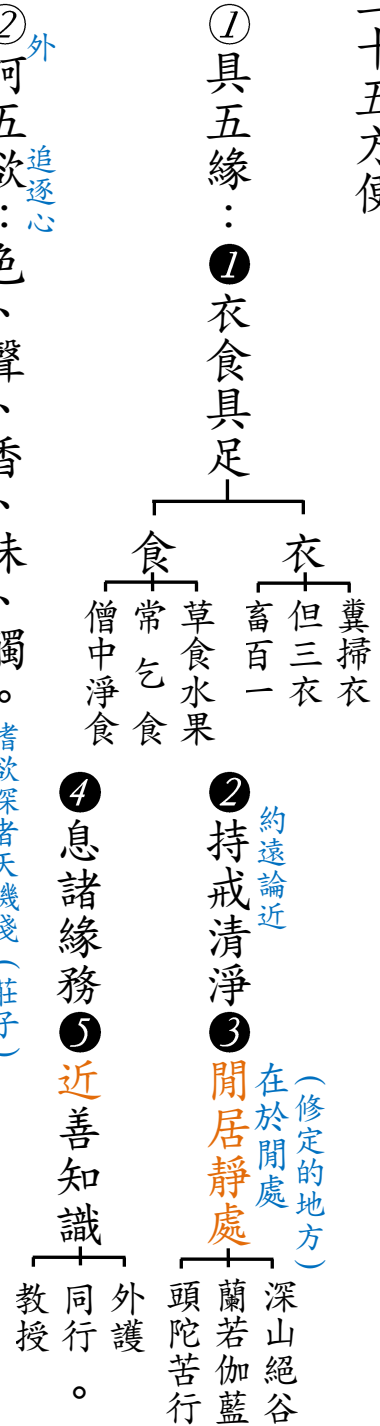 二十五方便
①具五緣：❶衣食具足
衣
糞掃衣
但三衣
畜百一
食
草食水果
常乞食
僧中淨食
❷持戒清淨
約遠論近
❸閒居靜處
(修定的地方)
在於閒處
深山絕谷
蘭若伽藍
頭陀苦行
❹息諸緣務
❺近善知識
外護
同行。
教授
外
追逐心
②訶五欲：色、聲、香、味、觸。
嗜欲深者天機淺(莊子)